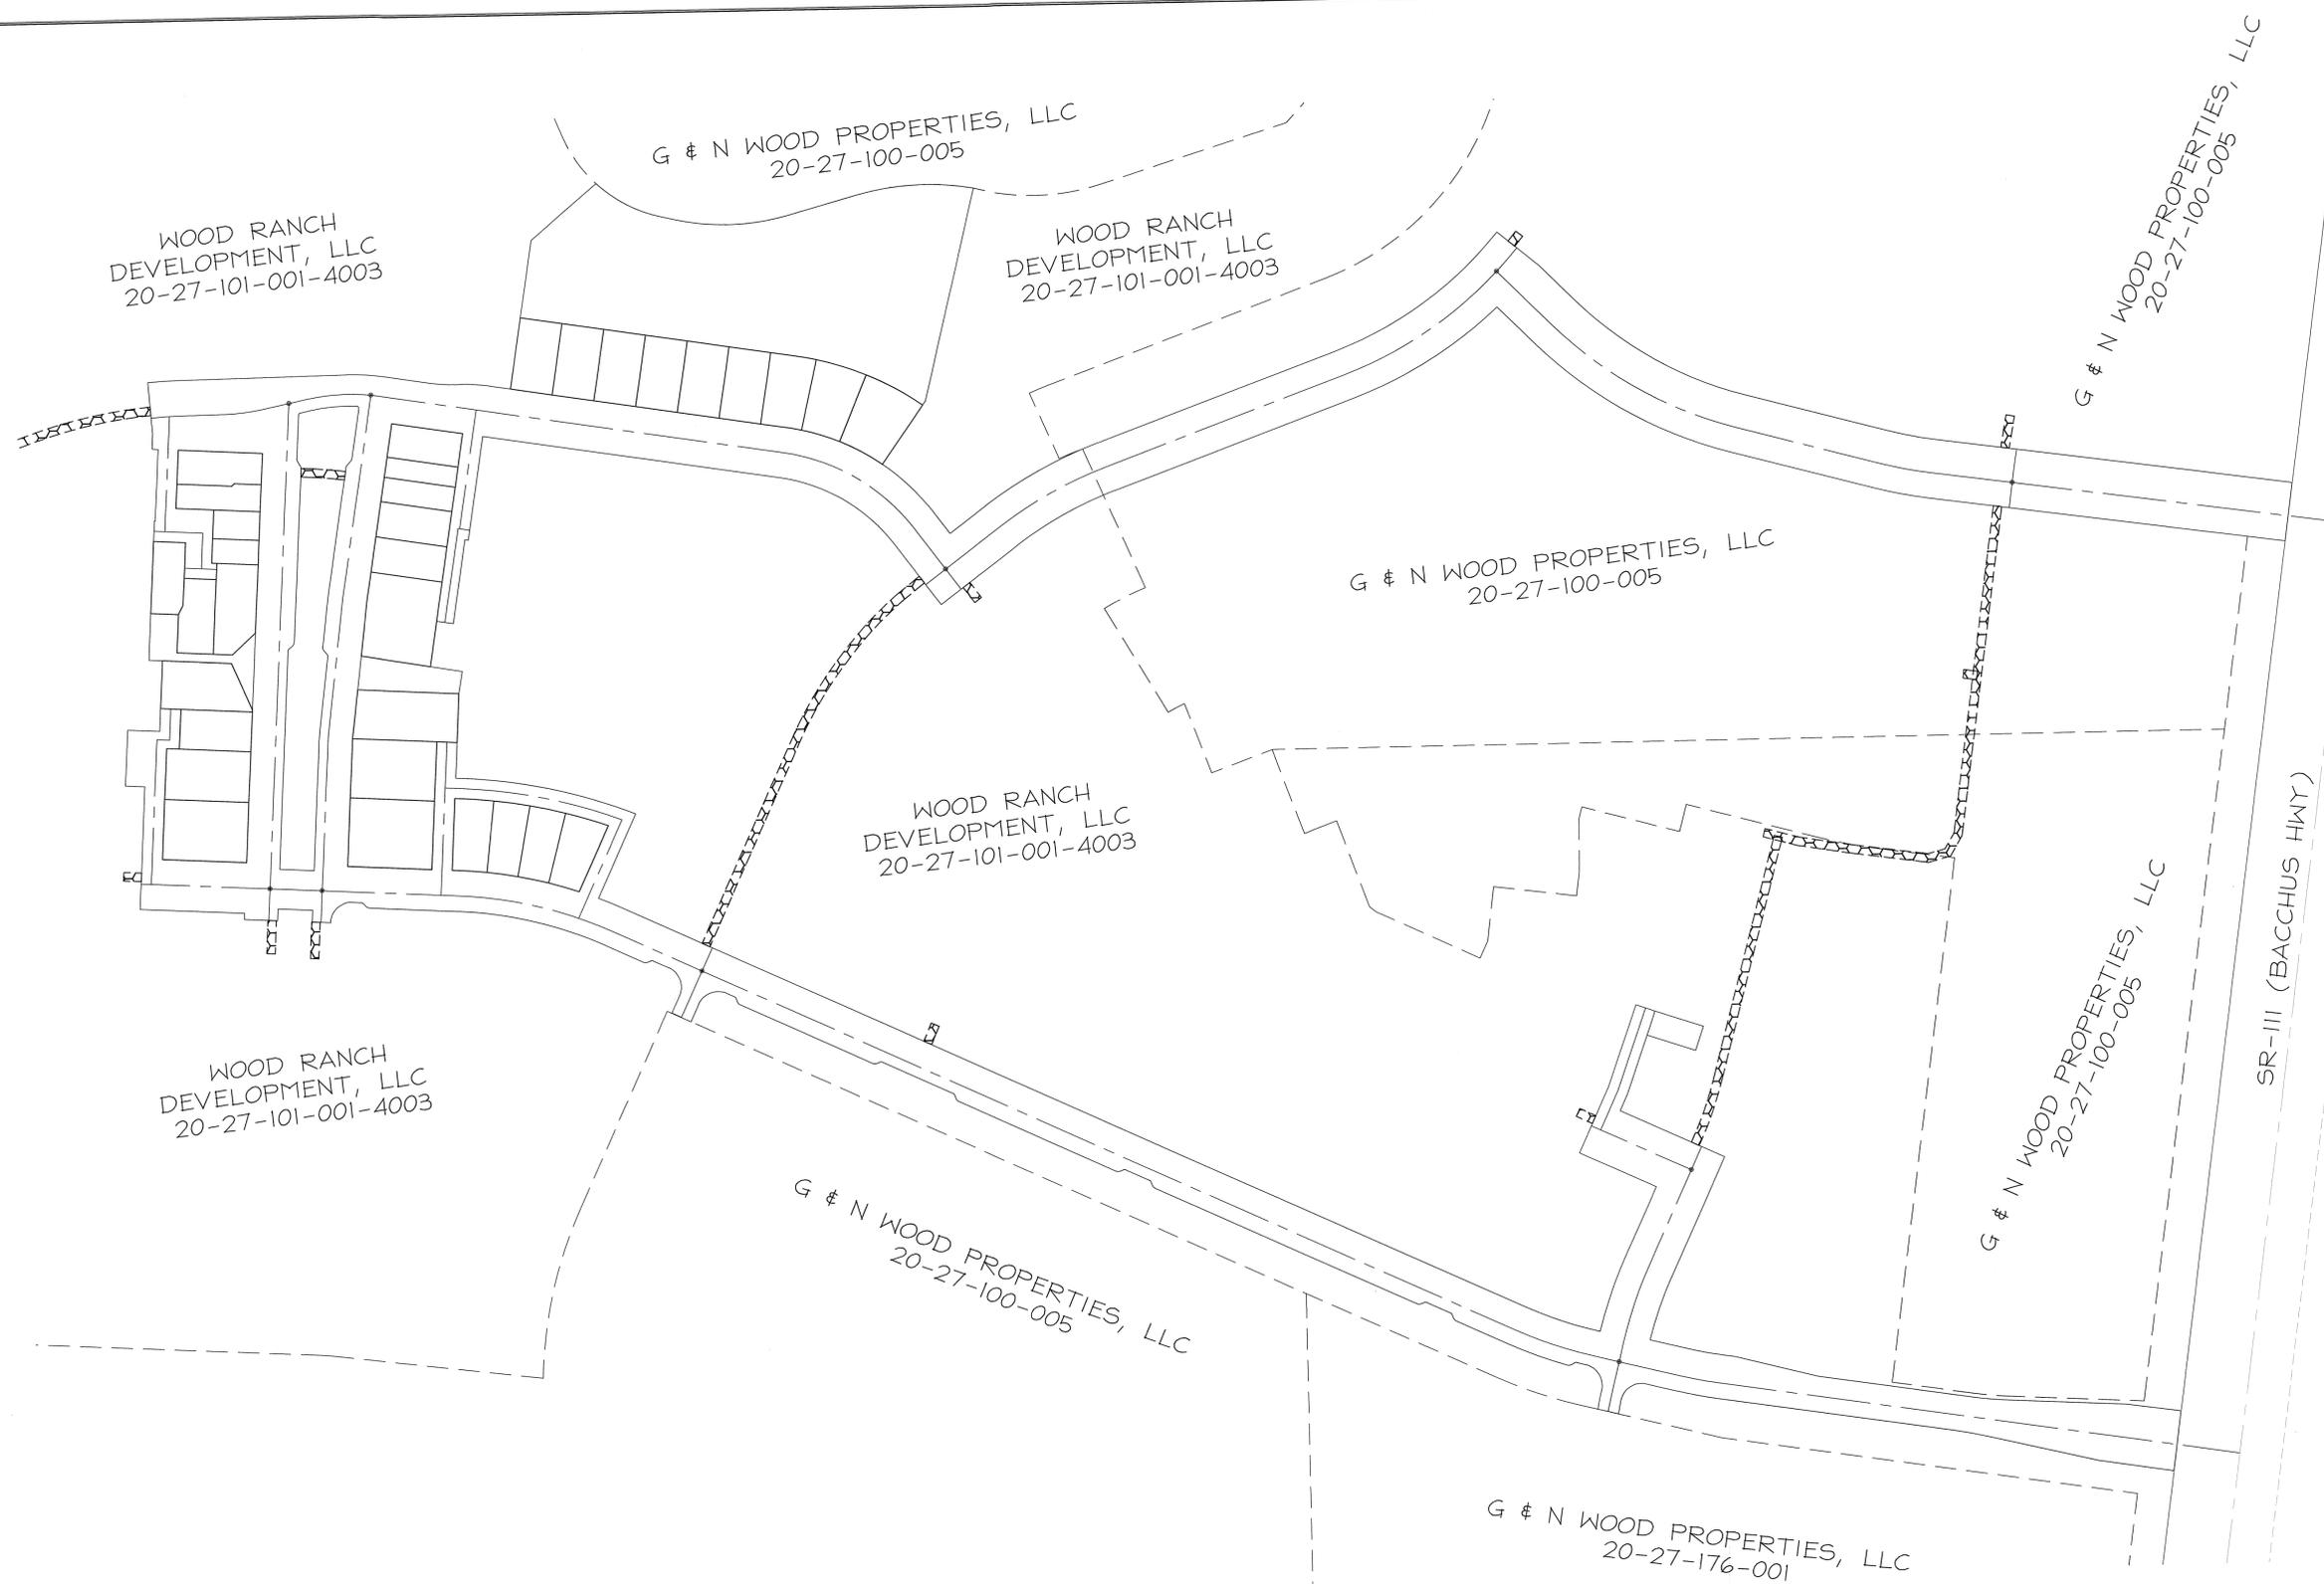 G & N WOOD PROPERTIES, LLC
20-27-100-005
G & N WOOD PROPERTIES, LLC
20-27-100-005
WOOD RANCH
DEVELOPMENT, LLC
20-27-101-001-4003
WOOD RANCH
DEVELOPMENT, LLC
20-27-101-001-4003
G & N WOOD PROPERTIES, LLC
20-27-100-005
WOOD RANCH
DEVELOPMENT, LLC
20-27-101-001-4003
SR-111 (BACCHUS HWY)
G & N WOOD PROPERTIES, LLC
20-27-100-005
WOOD RANCH
DEVELOPMENT, LLC
20-27-101-001-4003
G & N WOOD PROPERTIES, LLC
20-27-100-005
G & N WOOD PROPERTIES, LLC
20-27-176-001